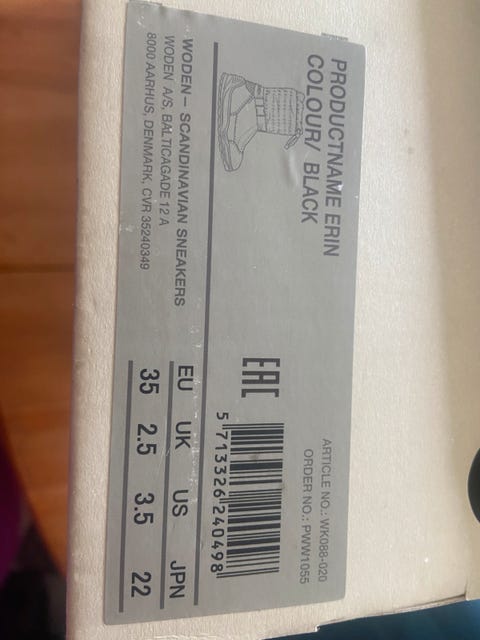 PRODUCTNAME ERIN
COLOUR/ BLACK
ARTICLE NO.: WK088-020
ORDER NO.: PWW1055
EAC
5 713326 240498
WODEN – SCANDINAVIAN SNEAKERS
WODEN A/S, BALTICAGADE 12 A
8000 AARHUS, DENMARK, CVR 35240349
EU UK US JPN
35 2.5 3.5 22